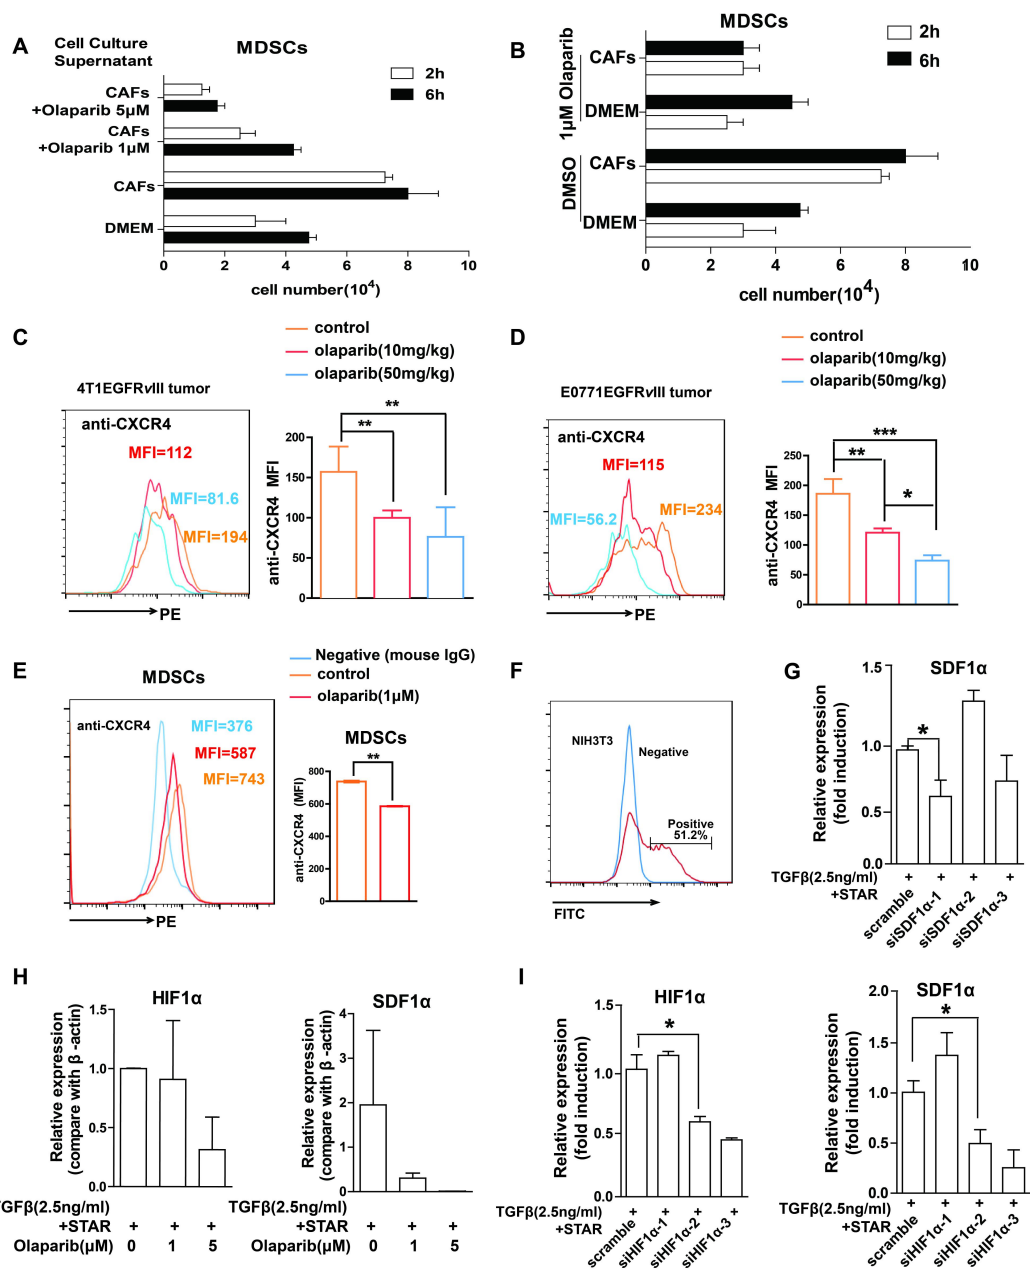 A
Cell Culture
Supernatant
MDSCs
2h
6h
CAFs
+Olaparib 5μM
CAFs
+Olaparib 1μM
CAFs
DMEM
0 2 4 6 8 10
cell number(10⁴)
B
MDSCs
2h
6h
1μM Olaparib
CAFs
DMEM
DMSO
CAFs
DMEM
0 2 4 6 8 10
cell number(10⁴)
C
control
olaparib(10mg/kg)
olaparib(50mg/kg)
4T1EGFRvIII tumor
anti-CXCR4
MFI=112
MFI=81.6
MFI=194
PE
anti-CXCR4 MFI
200
150
100
50
0
**
**
D
control
olaparib(10mg/kg)
olaparib(50mg/kg)
E0771EGFRvIII tumor
anti-CXCR4
MFI=115
MFI=56.2
MFI=234
PE
anti-CXCR4 MFI
250
200
150
100
50
0
***
**
*
E
MDSCs
Negative (mouse IgG)
control
olaparib(1μM)
anti-CXCR4
MFI=376
MFI=587
MFI=743
PE
MDSCs
**
anti-CXCR4 (MFI)
800
600
400
200
0
F
NIH3T3
Negative
Positive
51.2%
FITC
G
SDF1α
Relative expression
(fold induction)
1.5
1.0
0.5
0.0
*
TGFβ(2.5ng/ml) + + + +
+STAR
scramble
siSDF1α-1
siSDF1α-2
siSDF1α-3
H
HIF1α
Relative expression
(compare with β -actin)
1.5
1.0
0.5
0.0
TGFβ(2.5ng/ml)
+STAR + + +
Olaparib(μM) 0 1 5
SDF1α
Relative expression
(compare with β -actin)
4
3
2
1
0
TGFβ(2.5ng/ml)
+STAR + + +
Olaparib(μM) 0 1 5
I
HIF1α
Relative expression
(fold induction)
1.5
1.0
0.5
0.0
*
TGFβ(2.5ng/ml) + + + +
+STAR
scramble
siHIF1α-1
siHIF1α-2
siHIF1α-3
SDF1α
Relative expression
(fold induction)
2.0
1.5
1.0
0.5
0.0
*
TGFβ(2.5ng/ml) + + + +
+STAR
scramble
siHIF1α-1
siHIF1α-2
siHIF1α-3